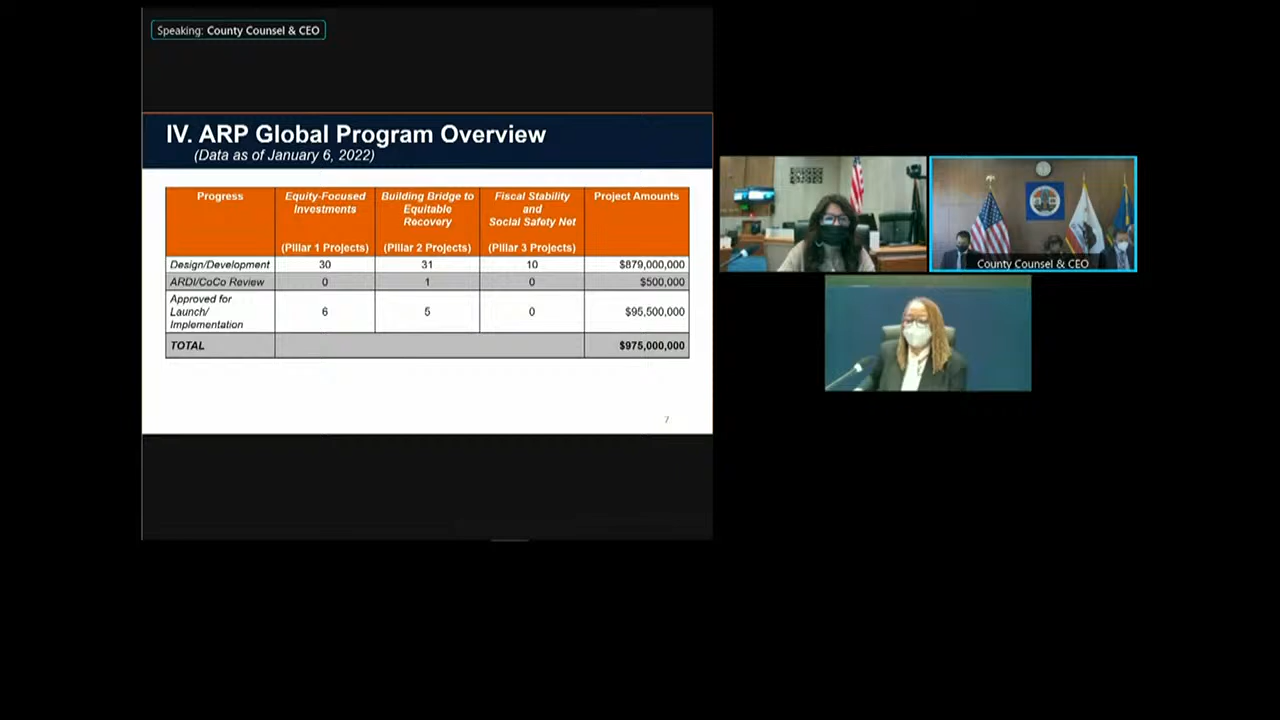 Speaking: County Counsel & CEO
IV. ARP Global Program Overview
(Data as of January 6, 2022)
Progress
Equity-Focused
Investments
(Pillar 1 Projects)
Building Bridge to
Equitable
Recovery
(Pillar 2 Projects)
Fiscal Stability
and
Social Safety Net
(Pillar 3 Projects)
Project Amounts
Design/Development 30 31 10 $879,000,000
ARDI/CoCo Review 0 1 0 $500,000
Approved for
Launch/
Implementation
6 5 0 $95,500,000
TOTAL $975,000,000
7
County Counsel & CEO